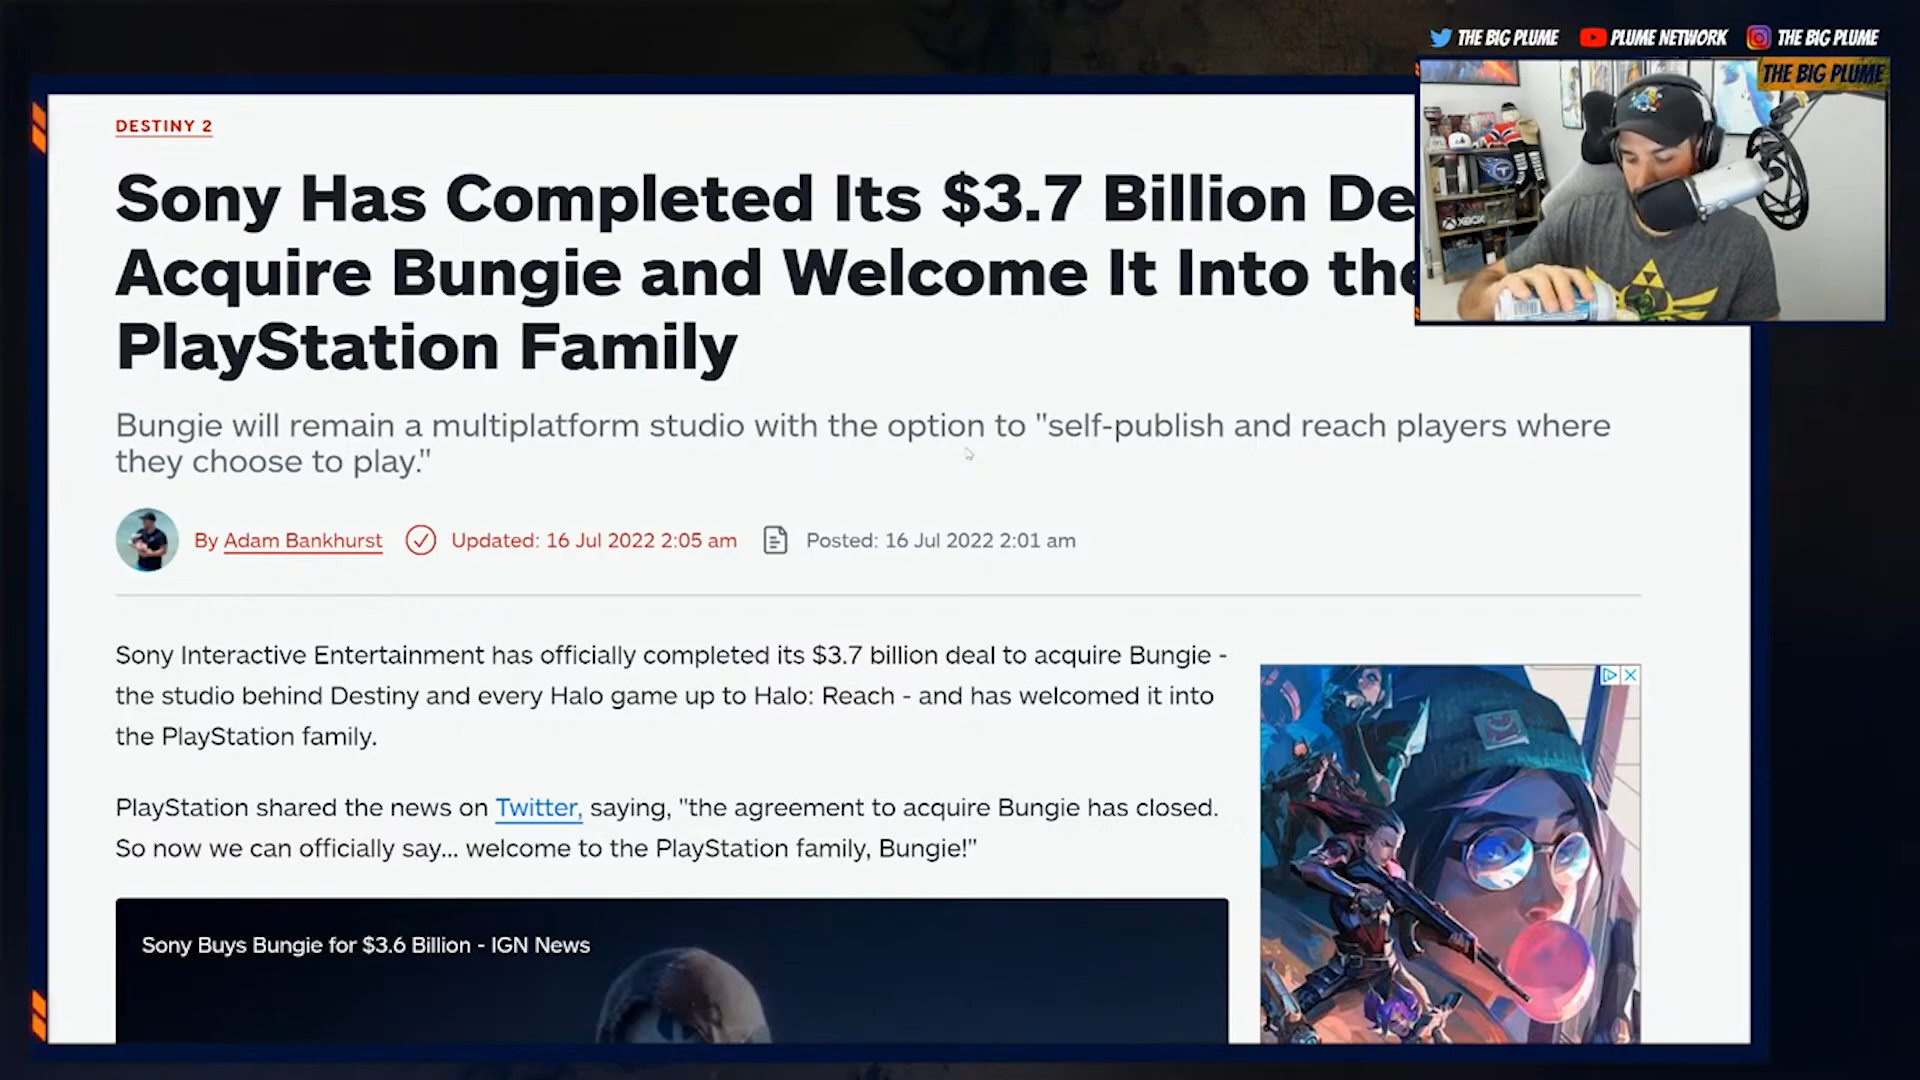 THE BIG PLUME PLUME NETWORK THE BIG PLUME
THE BIG PLUME
XBOX
DESTINY 2
Sony Has Completed Its $3.7 Billion De
Acquire Bungie and Welcome It Into the
PlayStation Family
Bungie will remain a multiplatform studio with the option to "self-publish and reach players where
they choose to play."
By Adam Bankhurst Updated: 16 Jul 2022 2:05 am Posted: 16 Jul 2022 2:01 am
Sony Interactive Entertainment has officially completed its $3.7 billion deal to acquire Bungie -
the studio behind Destiny and every Halo game up to Halo: Reach - and has welcomed it into
the PlayStation family.
PlayStation shared the news on Twitter, saying, "the agreement to acquire Bungie has closed.
So now we can officially say... welcome to the PlayStation family, Bungie!"
Sony Buys Bungie for $3.6 Billion - IGN News